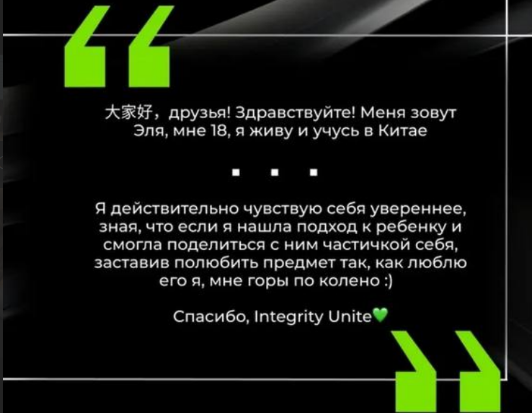 大家好，друзья! Здравствуйте! Меня зовут
Эля, мне 18, я живу и учусь в Китае
Я действительно чувствую себя увереннее,
зная, что если я нашла подход к ребенку и
смогла поделиться с ним частичкой себя,
заставив полюбить предмет так, как люблю
его я, мне горы по колено :)
Спасибо, Integrity Unite💚